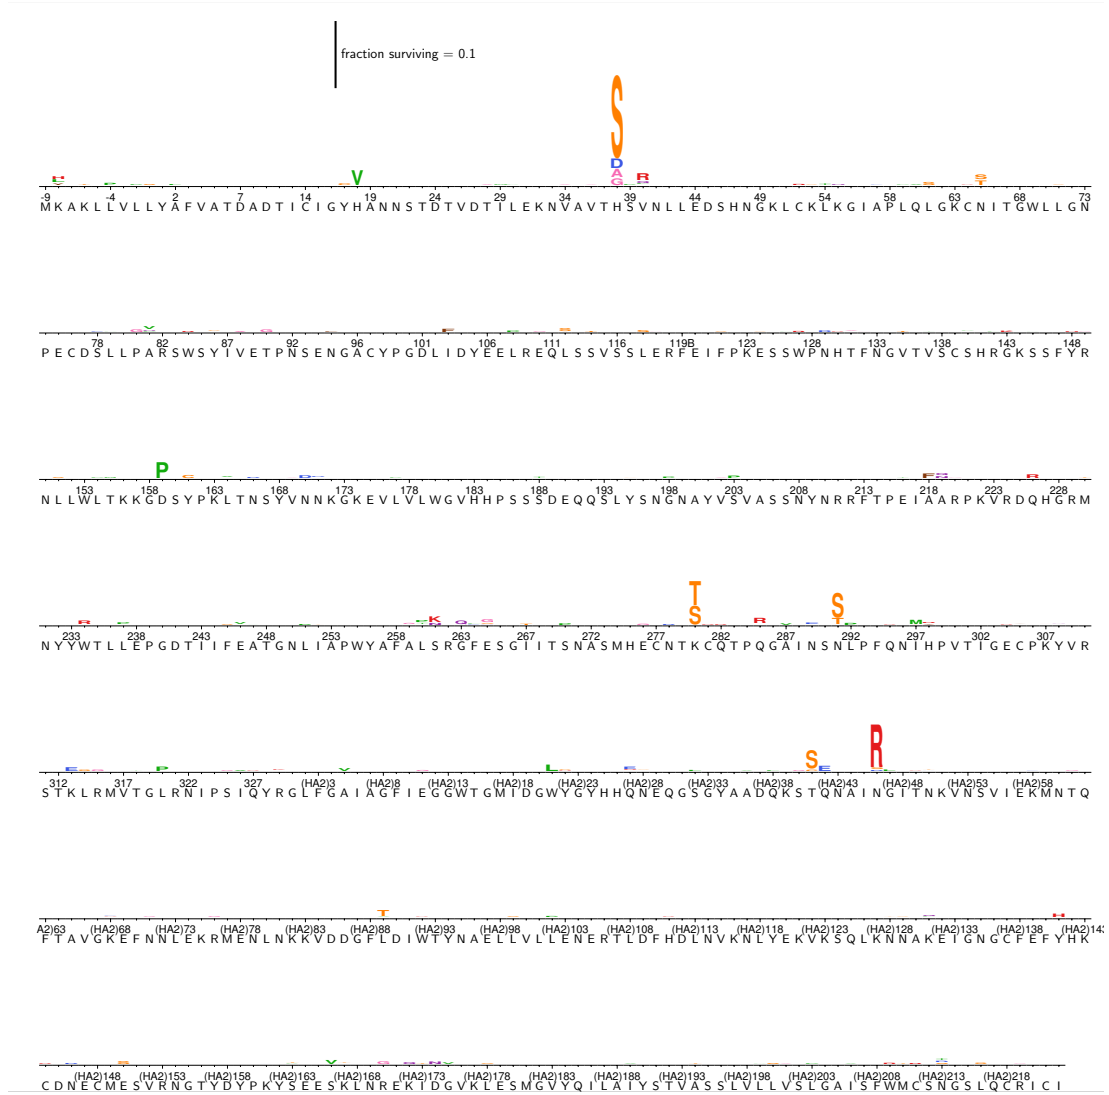 fraction surviving = 0.1
S
D
A
G
R
H
V
S
T
-9 -4 2 7 14 19 24 29 34 39 44 49 54 58 63 68 73
M K A K L L V L L Y A F V A T D A D T I C I G Y H A N N S T D T V D T I L E K N V A V T H S V N L L E D S H N G K L C K L K G I A P L Q L G K C N I T G W L L G N
78 82 87 92 96 101 106 111 116 119B 123 128 133 138 143 148
P E C D S L L P A R S W S Y I V E T P N S E N G A C Y P G D L I D Y E E L R E Q L S S V S S L E R F E I F P K E S S W P N H T F N G V T V S C S H R G K S S F Y R
P
153 158 163 168 173 178 183 188 193 198 203 208 213 218 223 228
N L L W L T K K G D S Y P K L T N S Y V N N K G K E V L V L W G V H H P S S S D E Q Q S L Y S N G N A Y V S V A S S N Y N R R F T P E I A A R P K V R D Q H G R M
T
S
S
T
K
R
M
233 238 243 248 253 258 263 267 272 277 282 287 292 297 302 307
N Y Y W T L L E P G D T I I F E A T G N L I A P W Y A F A L S R G F E S G I I T S N A S M H E C N T K C Q T P Q G A I N S N L P F Q N I H P V T I G E C P K Y V R
S
E
R
L
E
P
312 317 322 327 (HA2)3 (HA2)8 (HA2)13 (HA2)18 (HA2)23 (HA2)28 (HA2)33 (HA2)38 (HA2)43 (HA2)48 (HA2)53 (HA2)58
S T K L R M V T G L R N I P S I Q Y R G L F G A I A G F I E G G W T G M I D G W Y G Y H H Q N E Q G S G Y A A D Q K S T Q N A I N G I T N K V N S V I E K M N T Q
T
A2)63 (HA2)68 (HA2)73 (HA2)78 (HA2)83 (HA2)88 (HA2)93 (HA2)98 (HA2)103 (HA2)108 (HA2)113 (HA2)118 (HA2)123 (HA2)128 (HA2)133 (HA2)138 (HA2)143
F T A V G K E F N N L E K R M E N L N K K V D D G F L D I W T Y N A E L L V L L E N E R T L D F H D L N V K N L Y E K V K S Q L K N N A K E I G N G C F E F Y H K
(HA2)148 (HA2)153 (HA2)158 (HA2)163 (HA2)168 (HA2)173 (HA2)178 (HA2)183 (HA2)188 (HA2)193 (HA2)198 (HA2)203 (HA2)208 (HA2)213 (HA2)218
C D N E C M E S V R N G T Y D Y P K Y S E E S K L N R E K I D G V K L E S M G V Y Q I L A I Y S T V A S S L V L L V S L G A I S F W M C S N G S L Q C R I C I